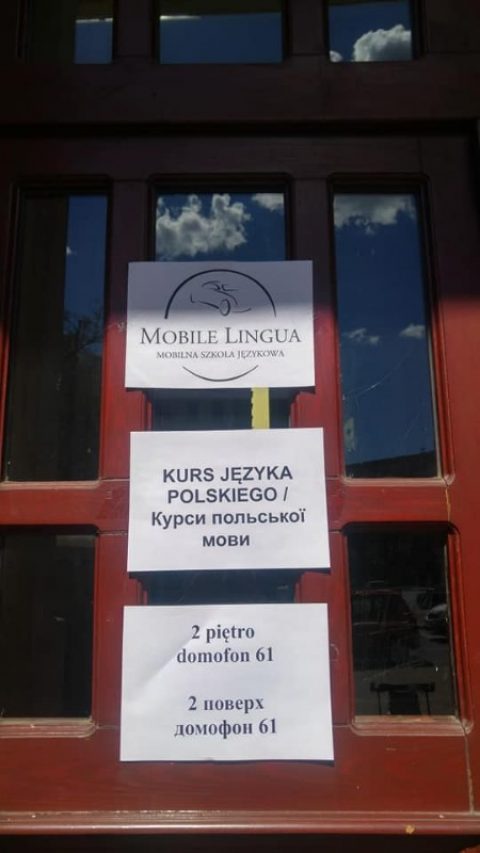 MOBILE LINGUA
MOBILNA SZKOŁA JĘZYKOWA
KURS JĘZYKA
POLSKIEGO /
Курси польської
мови
2 piętro
domofon 61
2 поверх
домофон 61